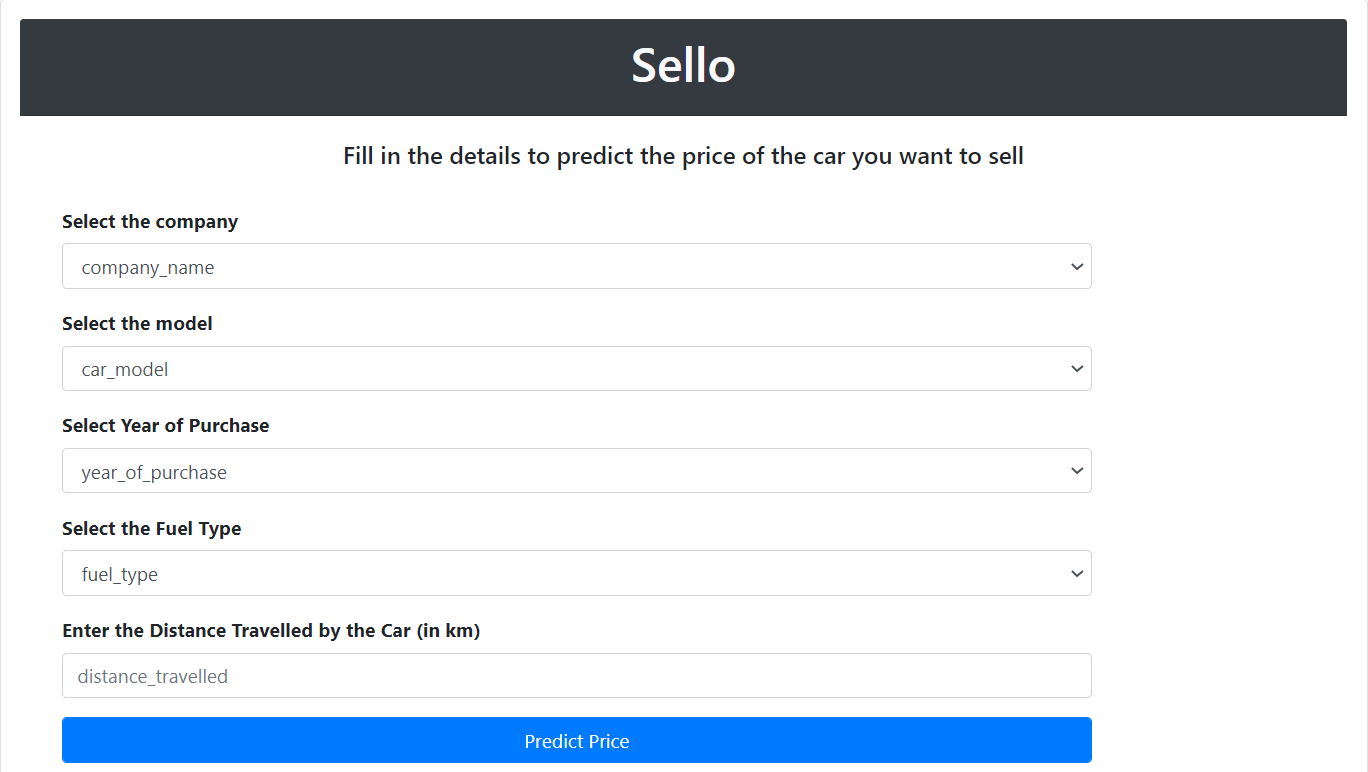 Sello
Fill in the details to predict the price of the car you want to sell
Select the company
company_name
Select the model
car_model
Select Year of Purchase
year_of_purchase
Select the Fuel Type
fuel_type
Enter the Distance Travelled by the Car (in km)
distance_travelled
Predict Price